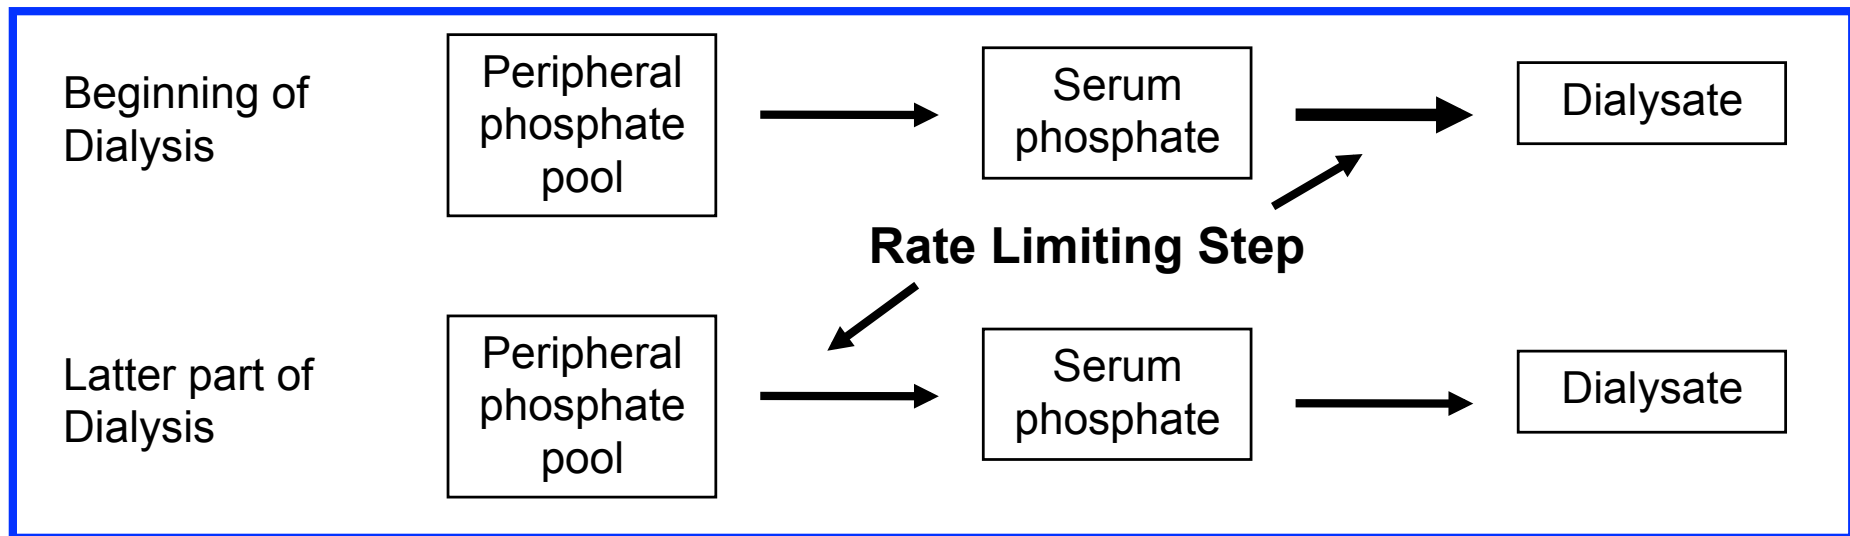 Beginning of
Dialysis
Peripheral
phosphate
pool
Serum
phosphate
Dialysate
Rate Limiting Step
Latter part of
Dialysis
Peripheral
phosphate
pool
Serum
phosphate
Dialysate